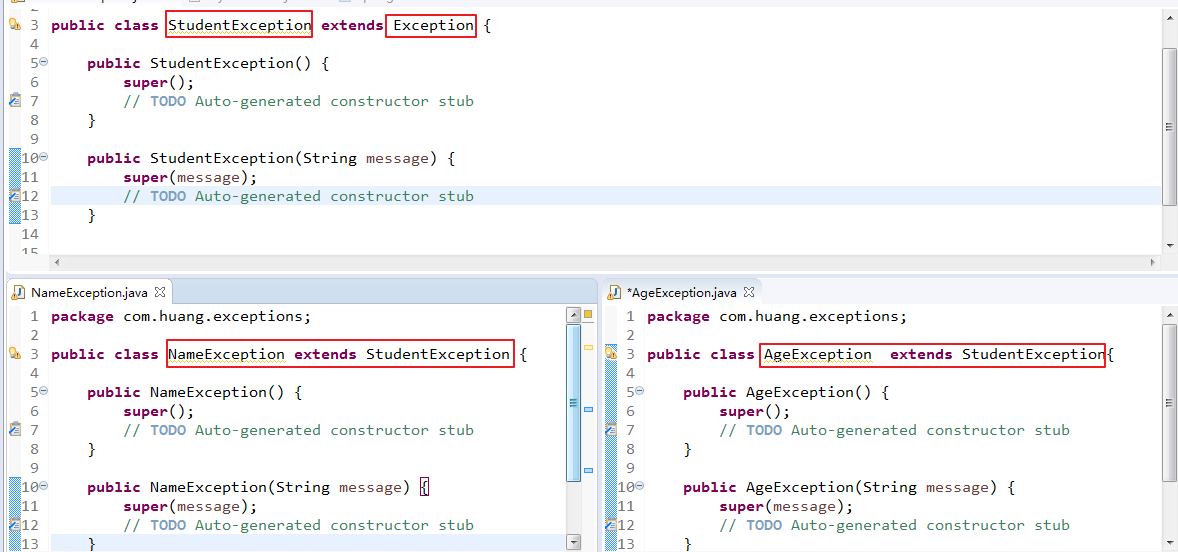 3 public class StudentException extends Exception {
4
5 public StudentException() {
6 super();
7 // TODO Auto-generated constructor stub
8 }
9
10 public StudentException(String message) {
11 super(message);
12 // TODO Auto-generated constructor stub
13 }
14
15
NameException.java
1 package com.huang.exceptions;
2
3 public class NameException extends StudentException {
4
5 public NameException() {
6 super();
7 // TODO Auto-generated constructor stub
8 }
9
10 public NameException(String message) {
11 super(message);
12 // TODO Auto-generated constructor stub
13 }
*AgeException.java
1 package com.huang.exceptions;
2
3 public class AgeException extends StudentException{
4
5 public AgeException() {
6 super();
7 // TODO Auto-generated constructor stub
8 }
9
10 public AgeException(String message) {
11 super(message);
12 // TODO Auto-generated constructor stub
13 }